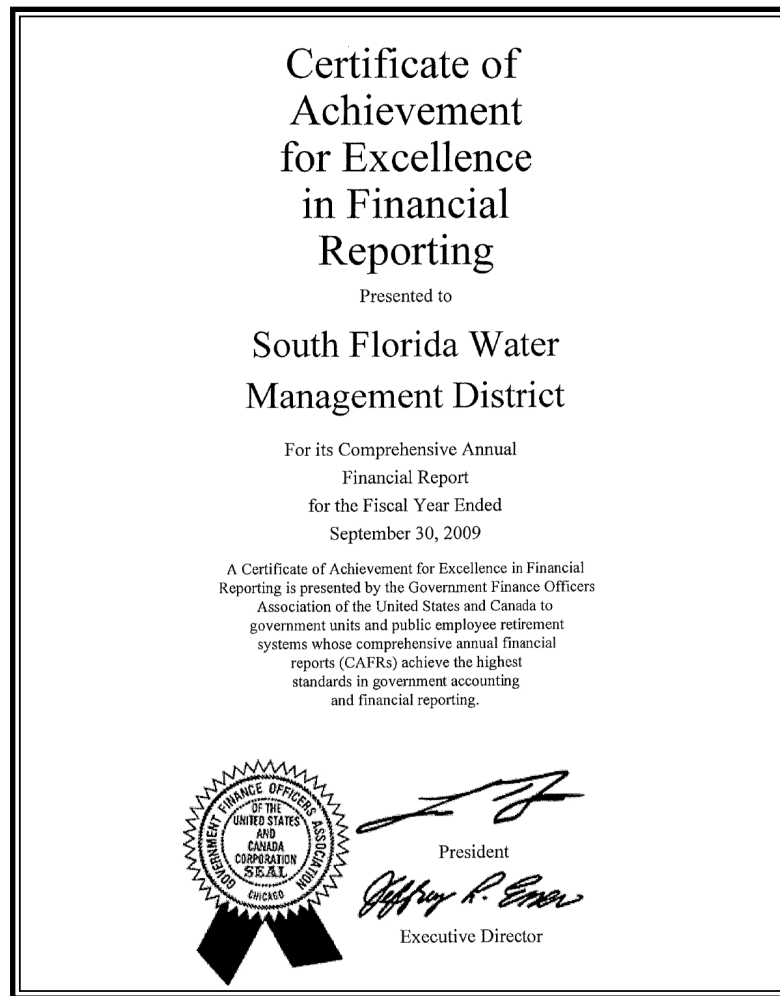 Certificate of
Achievement
for Excellence
in Financial
Reporting
Presented to
South Florida Water
Management District
For its Comprehensive Annual
Financial Report
for the Fiscal Year Ended
September 30, 2009
A Certificate of Achievement for Excellence in Financial
Reporting is presented by the Government Finance Officers
Association of the United States and Canada to
government units and public employee retirement
systems whose comprehensive annual financial
reports (CAFRs) achieve the highest
standards in government accounting
and financial reporting.
GOVERNMENT FINANCE OFFICERS ASSOCIATION
OF THE
UNITED STATES
AND
CANADA
CORPORATION
SEAL
CHICAGO
President
Jeffrey R. Ener
Executive Director